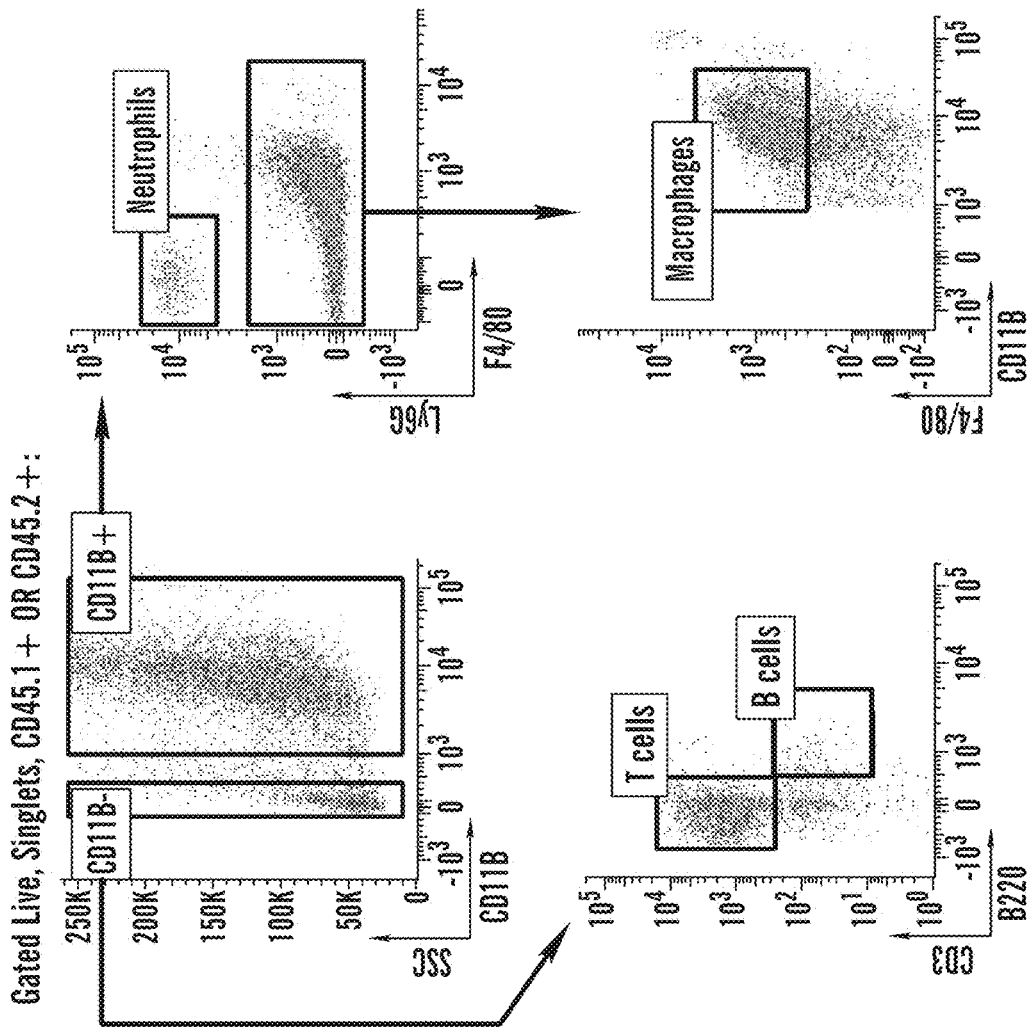 Gated Live, Singlets, CD45.1+ OR CD45.2+:
CD11B-
CD11B+
250K
200K
150K
100K
50K
0
SSC
-10³ 0 10³ 10⁴ 10⁵
CD11B
Neutrophils
10⁵
10⁴
10³
0
-10³
Ly6G
0 10³ 10⁴
F4/80
T cells
B cells
10⁵
10⁴
10³
10²
10¹
10⁰
CD3
-10³ 0 10³ 10⁴ 10⁵
B220
Macrophages
10⁴
10³
10²
0
-10²
F4/80
-10³ 0 10³ 10⁴ 10⁵
CD11B